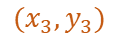 (x₃, y₃)